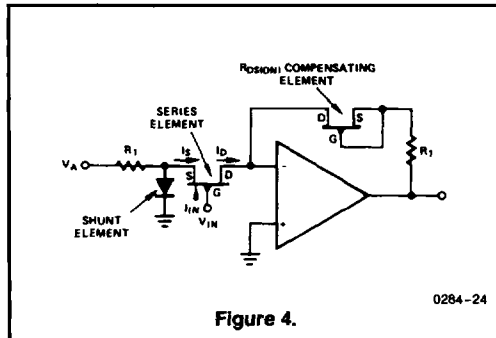 RDS(ON) COMPENSATING
ELEMENT
SERIES
ELEMENT
D
S
G
R1
VA
R1
IS
ID
S
D
G
IIN
VIN
SHUNT
ELEMENT
-
+
0284-24
Figure 4.